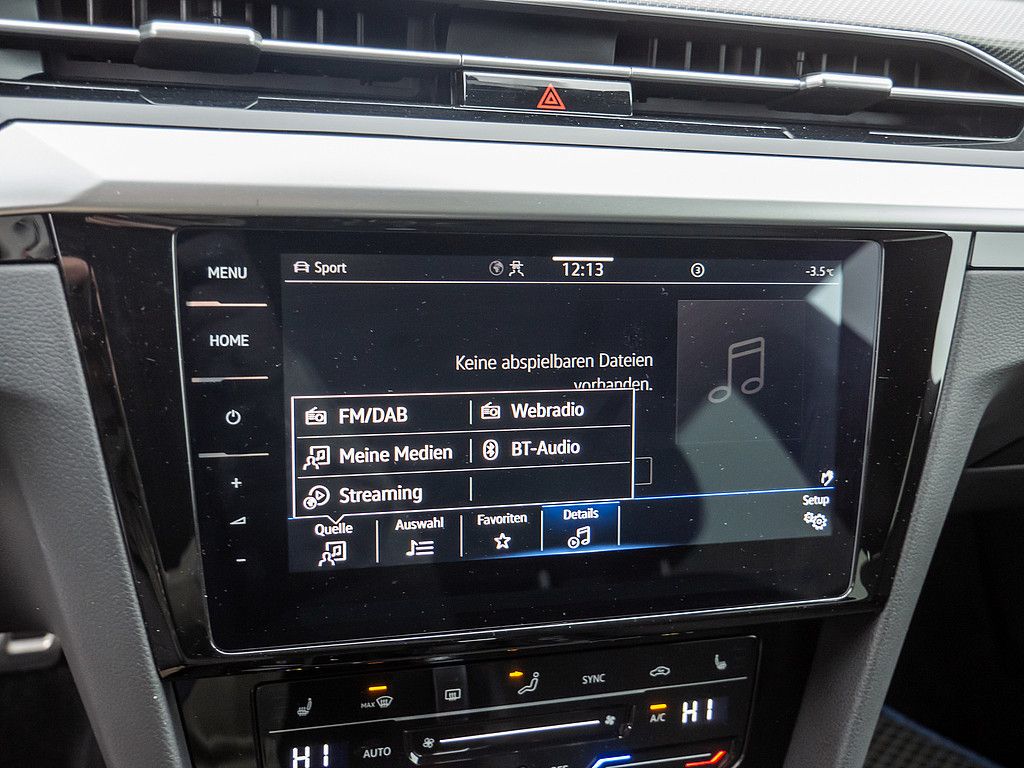 MENU
HOME
+
-
Sport
12:13
3
-3.5°C
Keine abspielbaren Dateien
vorhanden.
FM/DAB
Webradio
Meine Medien
BT-Audio
Streaming
Quelle
Auswahl
Favoriten
Details
Setup
MAX
SYNC
A/C
HI
HI
AUTO